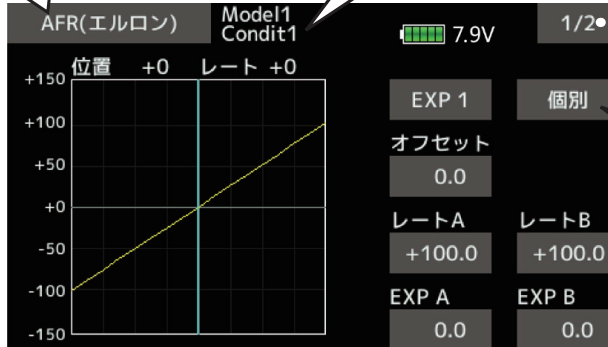 AFR(エルロン)
Model1
Condit1
7.9V
1/2
位置 +0 レート +0
+150
+100
+50
+0
-50
-100
-150
EXP 1
個別
オフセット
0.0
レートA
レートB
+100.0
+100.0
EXP A
EXP B
0.0
0.0